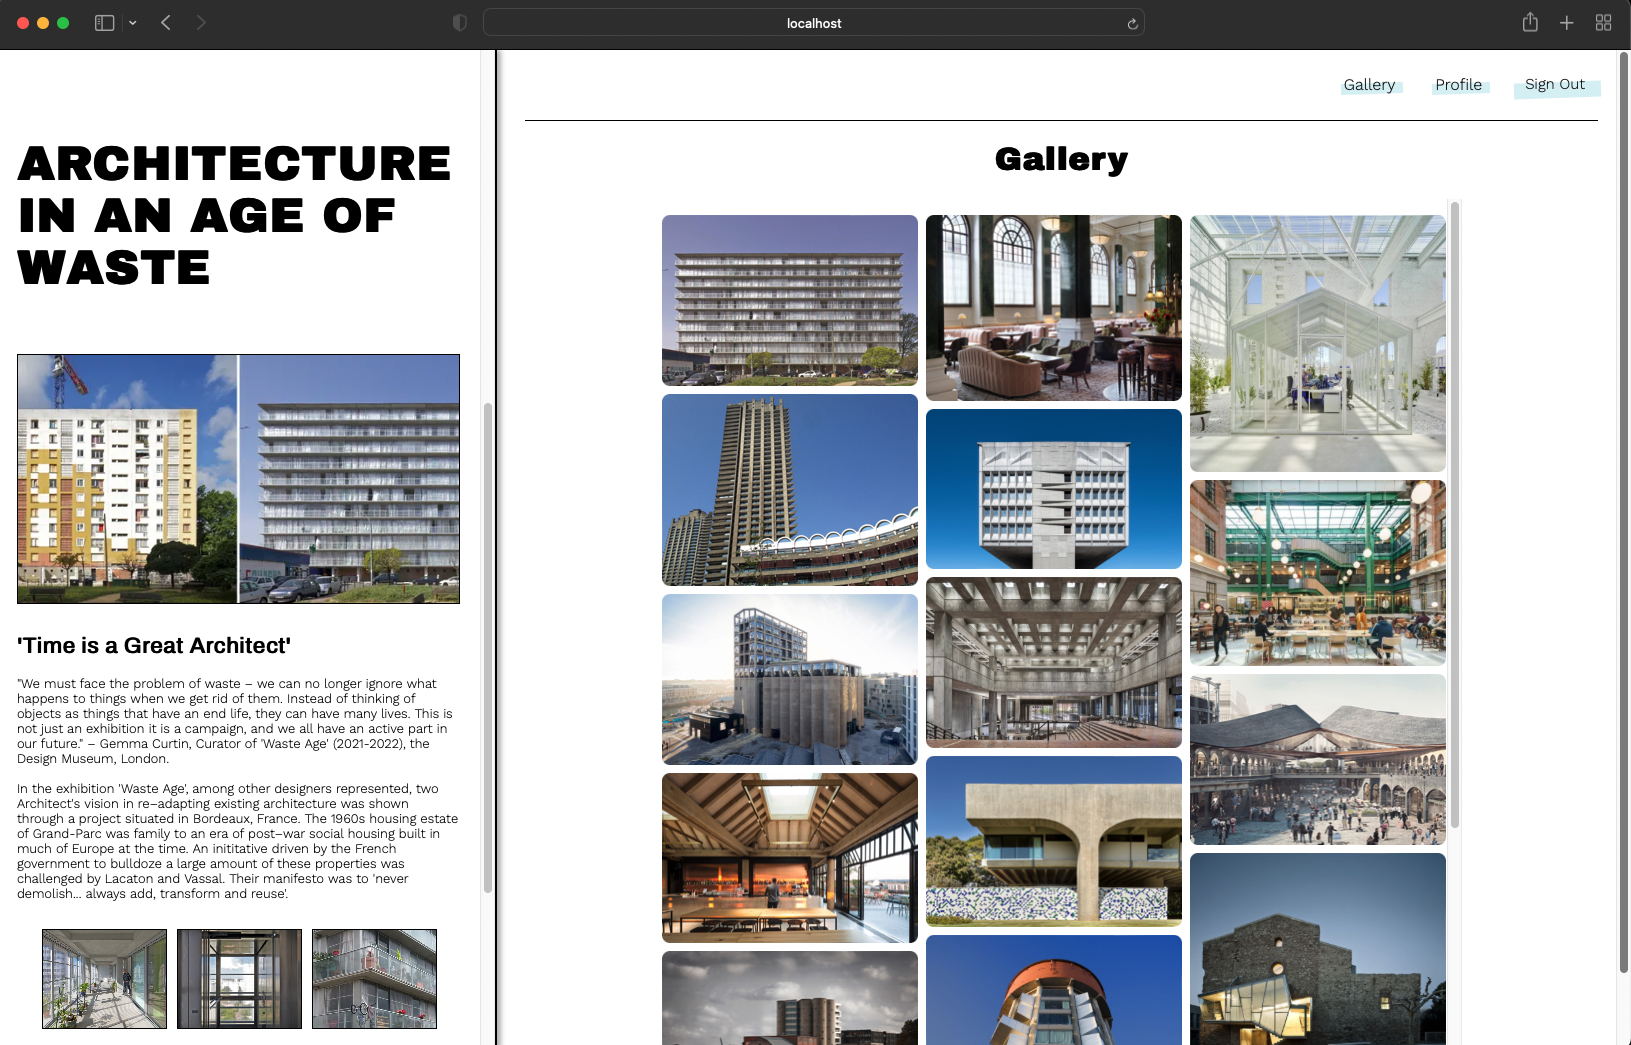 localhost
ARCHITECTURE
IN AN AGE OF
WASTE
'Time is a Great Architect'
"We must face the problem of waste – we can no longer ignore what
happens to things when we get rid of them. Instead of thinking of
objects as things that have an end life, they can have many lives. This is
not just an exhibition it is a campaign, and we all have an active part in
our future." – Gemma Curtin, Curator of 'Waste Age' (2021-2022), the
Design Museum, London.
In the exhibition 'Waste Age', among other designers represented, two
Architect's vision in re–adapting existing architecture was shown
through a project situated in Bordeaux, France. The 1960s housing estate
of Grand-Parc was family to an era of post–war social housing built in
much of Europe at the time. An inititative driven by the French
government to bulldoze a large amount of these properties was
challenged by Lacaton and Vassal. Their manifesto was to 'never
demolish... always add, transform and reuse'.
Gallery
Profile
Sign Out
Gallery